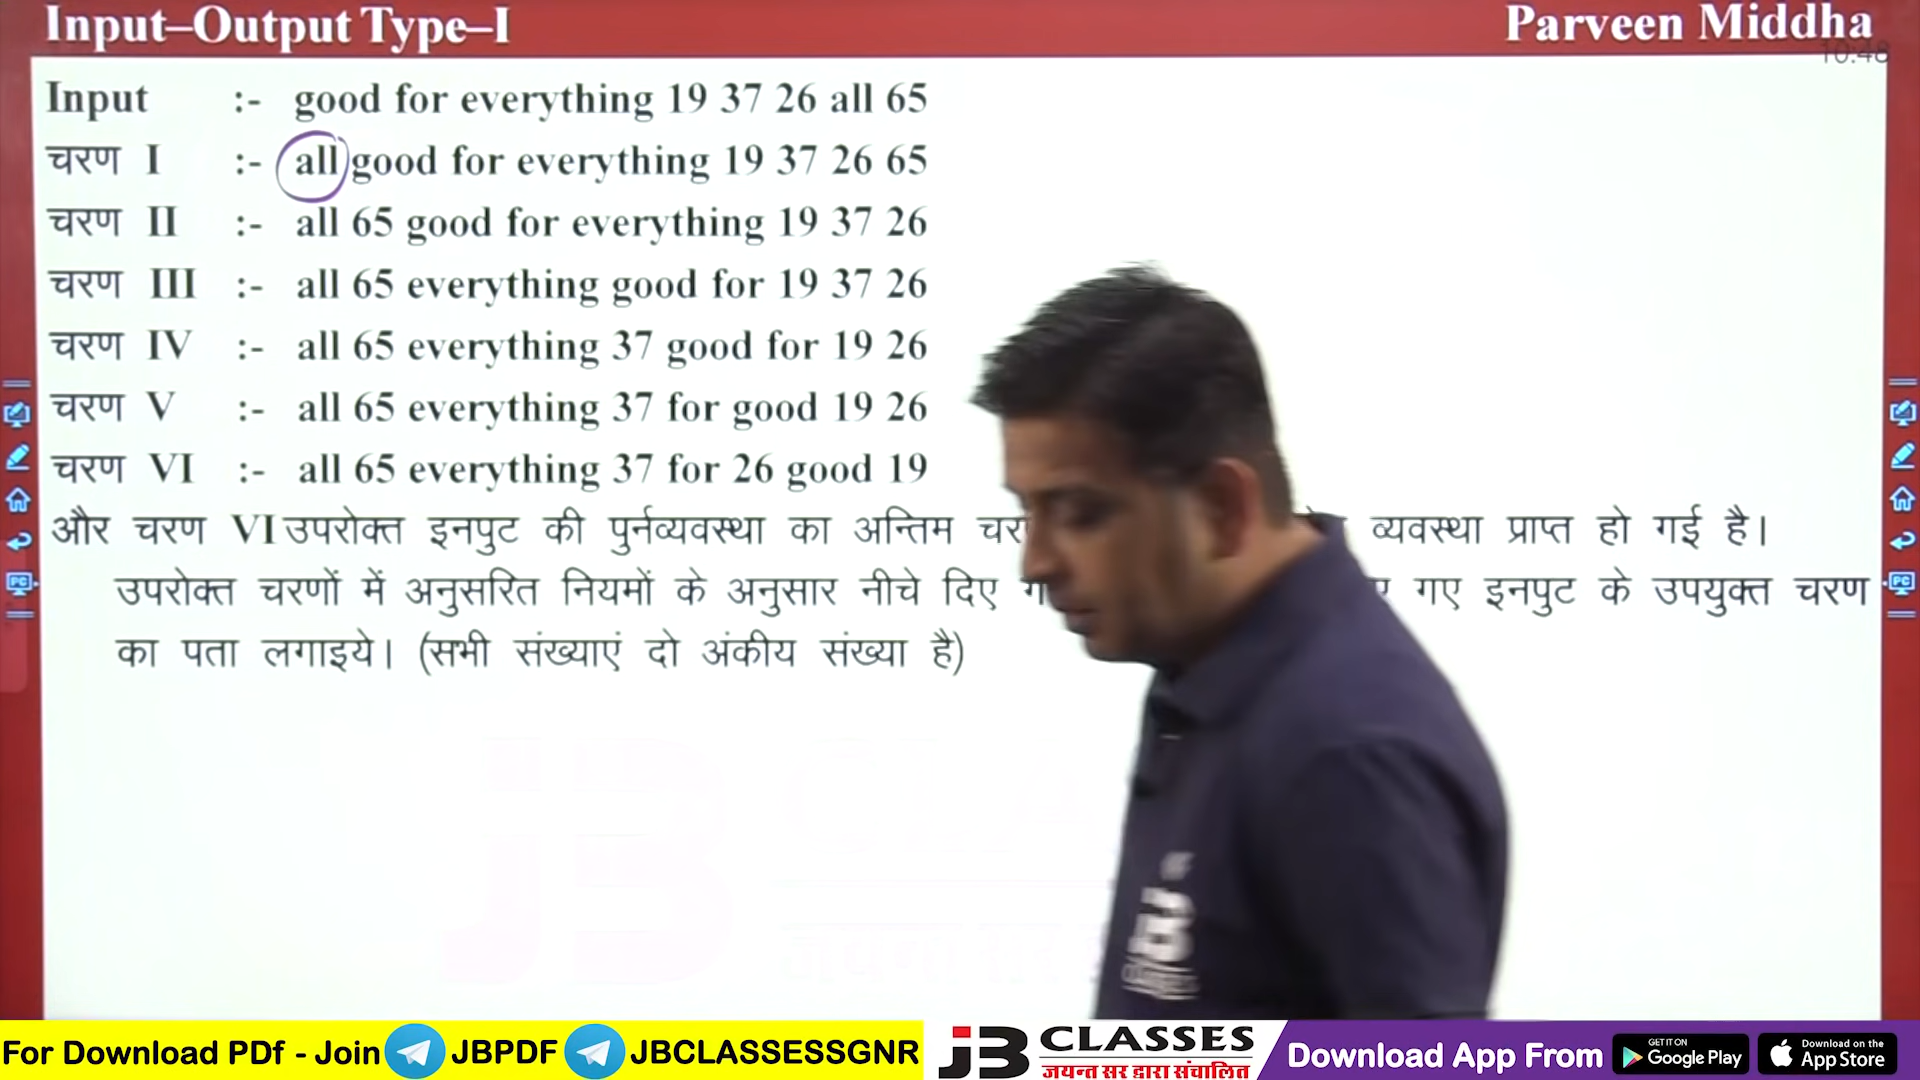 Input–Output Type–I
Parveen Middha
10:48
Input :- good for everything 19 37 26 all 65
चरण I :- all good for everything 19 37 26 65
चरण II :- all 65 good for everything 19 37 26
चरण III :- all 65 everything good for 19 37 26
चरण IV :- all 65 everything 37 good for 19 26
चरण V :- all 65 everything 37 for good 19 26
चरण VI :- all 65 everything 37 for 26 good 19
और चरण VI उपरोक्त इनपुट की पुर्नव्यवस्था का अन्तिम व्यवस्था प्राप्त हो गई है।
उपरोक्त चरणों में अनुसरित नियमों के अनुसार नीचे दिए गए इनपुट के उपयुक्त चरण
का पता लगाइये। (सभी संख्याएं दो अंकीय संख्या है)
For Download PDf - Join JBPDF JBCLASSESSGNR
JB CLASSES
जयन्त सर द्वारा संचालित
Download App From
GET IT ON
Google Play
Download on the
App Store